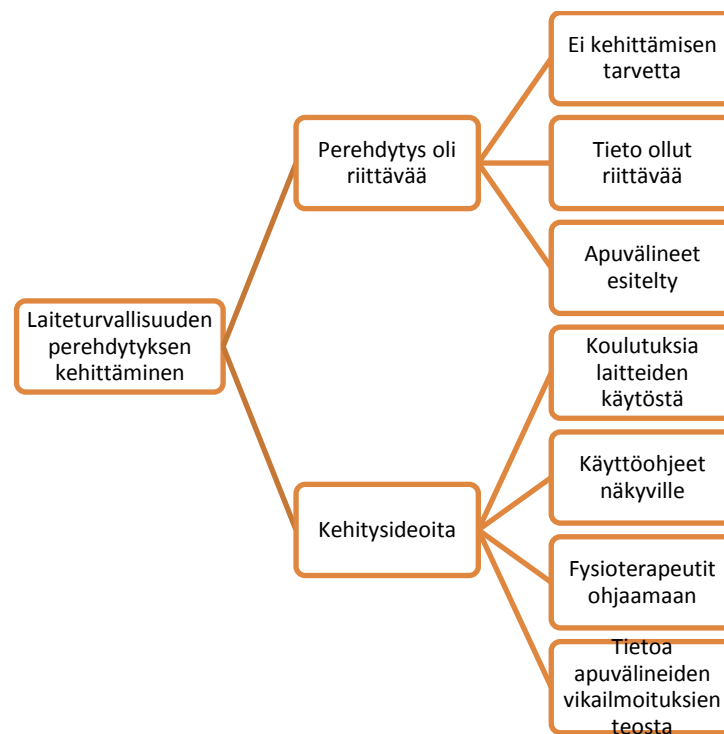 Laiteturvallisuuden
perehdytyksen
kehittäminen
Perehdytys oli
riittävää
Ei kehittämisen
tarvetta
Tieto ollut
riittävää
Apuvälineet
esitelty
Kehitysideoita
Koulutuksia
laitteiden
käytöstä
Käyttöohjeet
näkyville
Fysioterapeutit
ohjaamaan
Tietoa
apuvälineiden
vikailmoituksien
teosta